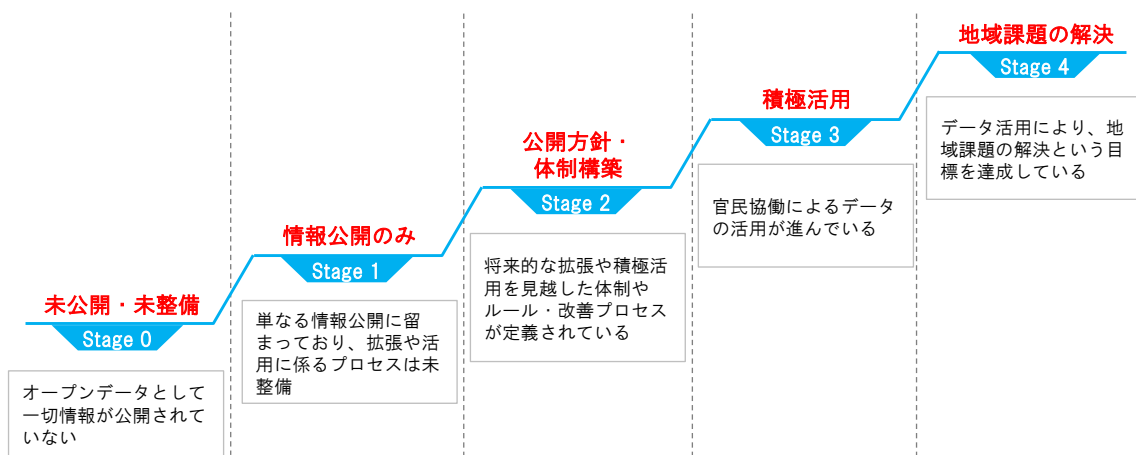 未公開・未整備
Stage 0
オープンデータとして
一切情報が公開されて
いない
情報公開のみ
Stage 1
単なる情報公開に留
まっており、拡張や活
用に係るプロセスは未
整備
公開方針・
体制構築
Stage 2
将来的な拡張や積極活
用を見越した体制や
ルール・改善プロセス
が定義されている
積極活用
Stage 3
官民協働によるデータ
の活用が進んでいる
地域課題の解決
Stage 4
データ活用により、地
域課題の解決という目
標を達成している